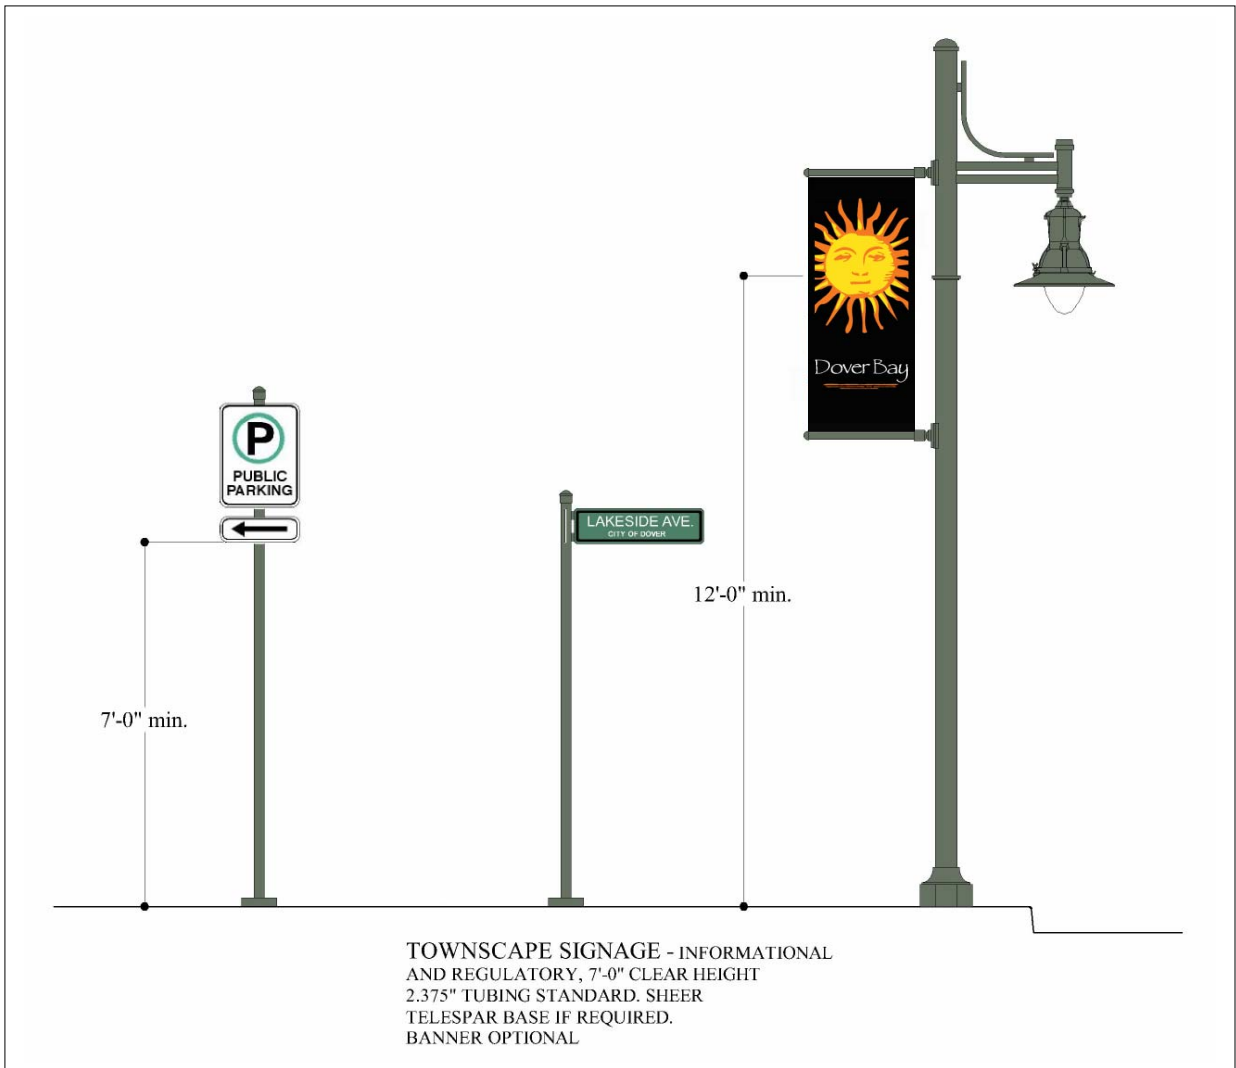 Dover Bay
P
PUBLIC
PARKING
LAKESIDE AVE.
CITY OF DOVER
12'-0" min.
7'-0" min.
TOWNSCAPE SIGNAGE - INFORMATIONAL
AND REGULATORY, 7'-0" CLEAR HEIGHT
2.375" TUBING STANDARD. SHEER
TELESPAR BASE IF REQUIRED.
BANNER OPTIONAL